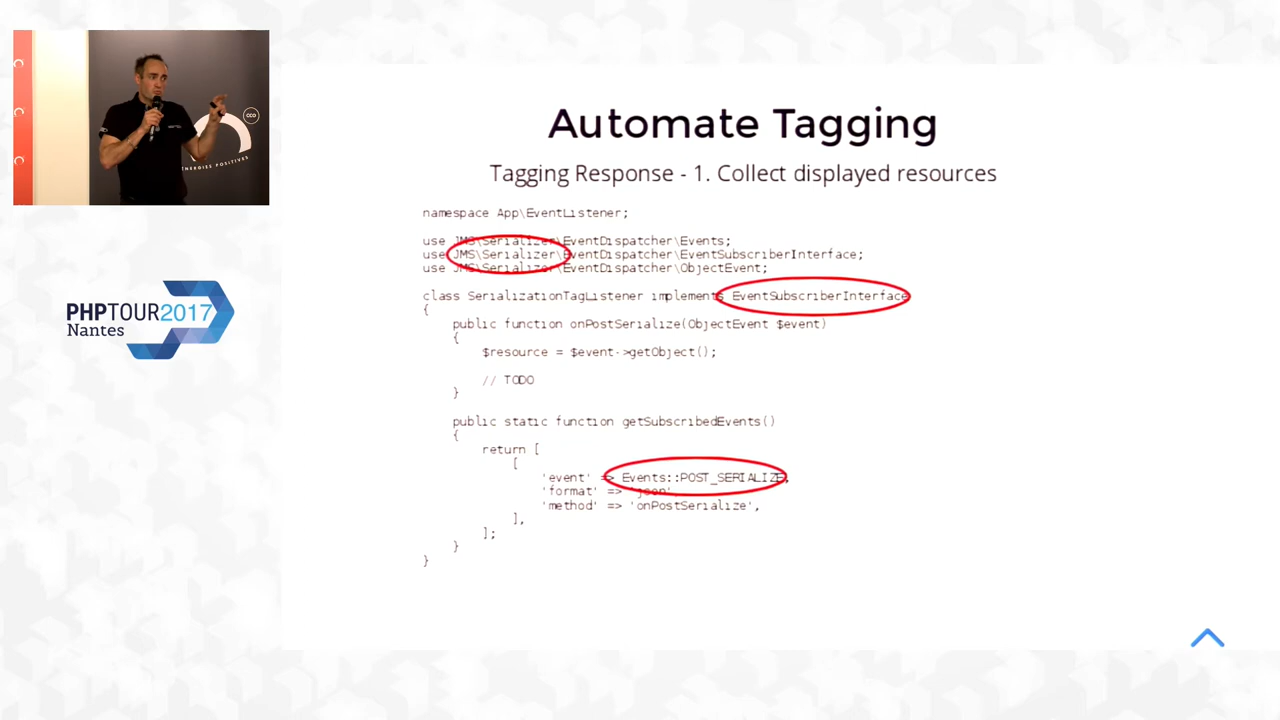 ENERGIES POSITIVES
PHPTOUR2017
Nantes
Automate Tagging
Tagging Response - 1. Collect displayed resources
namespace App\EventListener;
use JMS\Serializer\EventDispatcher\Events;
use JMS\Serializer\EventDispatcher\EventSubscriberInterface;
use JMS\Serializer\EventDispatcher\ObjectEvent;
class SerializationTagListener implements EventSubscriberInterface
{
public function onPostSerialize(ObjectEvent $event)
{
$resource = $event->getObject();
// TODO
}
public static function getSubscribedEvents()
{
return [
[
'event' => Events::POST_SERIALIZE,
'format' => 'json',
'method' => 'onPostSerialize',
],
];
}
}